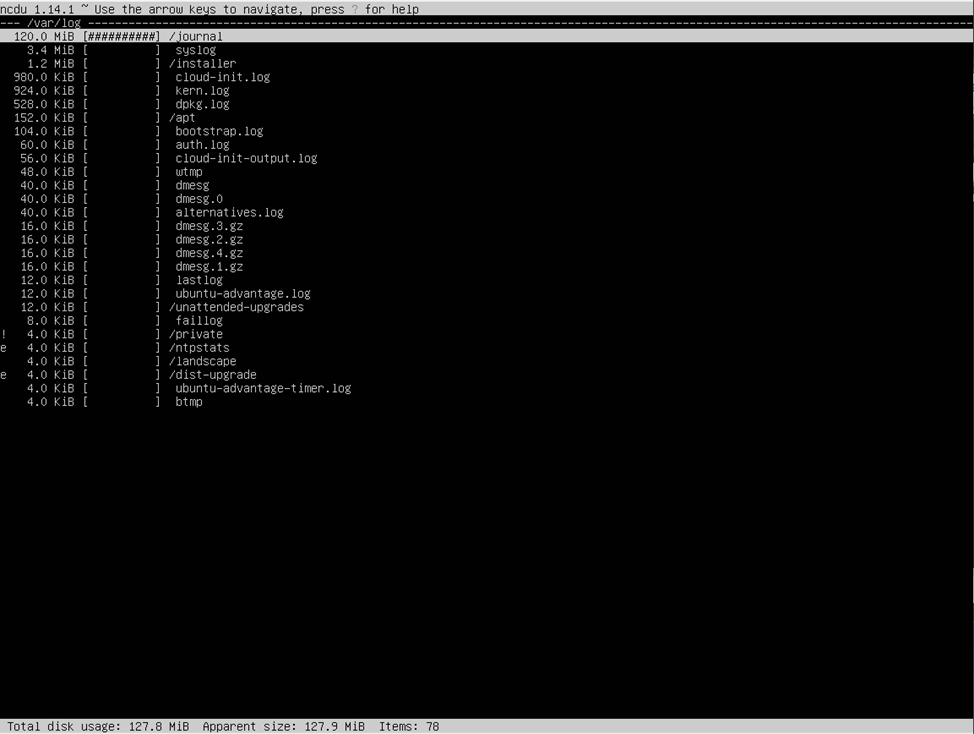 ncdu 1.14.1 ~ Use the arrow keys to navigate, press ? for help
--- /var/log ----------------------------------------------------------------------------------------------------------------------------------
  120.0 MiB [##########] /journal
    3.4 MiB [          ]  syslog
    1.2 MiB [          ] /installer
  980.0 KiB [          ]  cloud-init.log
  924.0 KiB [          ]  kern.log
  528.0 KiB [          ]  dpkg.log
  152.0 KiB [          ] /apt
  104.0 KiB [          ]  bootstrap.log
   60.0 KiB [          ]  auth.log
   56.0 KiB [          ]  cloud-init-output.log
   48.0 KiB [          ]  wtmp
   40.0 KiB [          ]  dmesg
   40.0 KiB [          ]  dmesg.0
   40.0 KiB [          ]  alternatives.log
   16.0 KiB [          ]  dmesg.3.gz
   16.0 KiB [          ]  dmesg.2.gz
   16.0 KiB [          ]  dmesg.4.gz
   16.0 KiB [          ]  dmesg.1.gz
   12.0 KiB [          ]  lastlog
   12.0 KiB [          ]  ubuntu-advantage.log
   12.0 KiB [          ] /unattended-upgrades
    8.0 KiB [          ]  faillog
!   4.0 KiB [          ] /private
e   4.0 KiB [          ] /ntpstats
    4.0 KiB [          ] /landscape
e   4.0 KiB [          ] /dist-upgrade
    4.0 KiB [          ]  ubuntu-advantage-timer.log
    4.0 KiB [          ]  btmp
Total disk usage: 127.8 MiB  Apparent size: 127.9 MiB  Items: 78